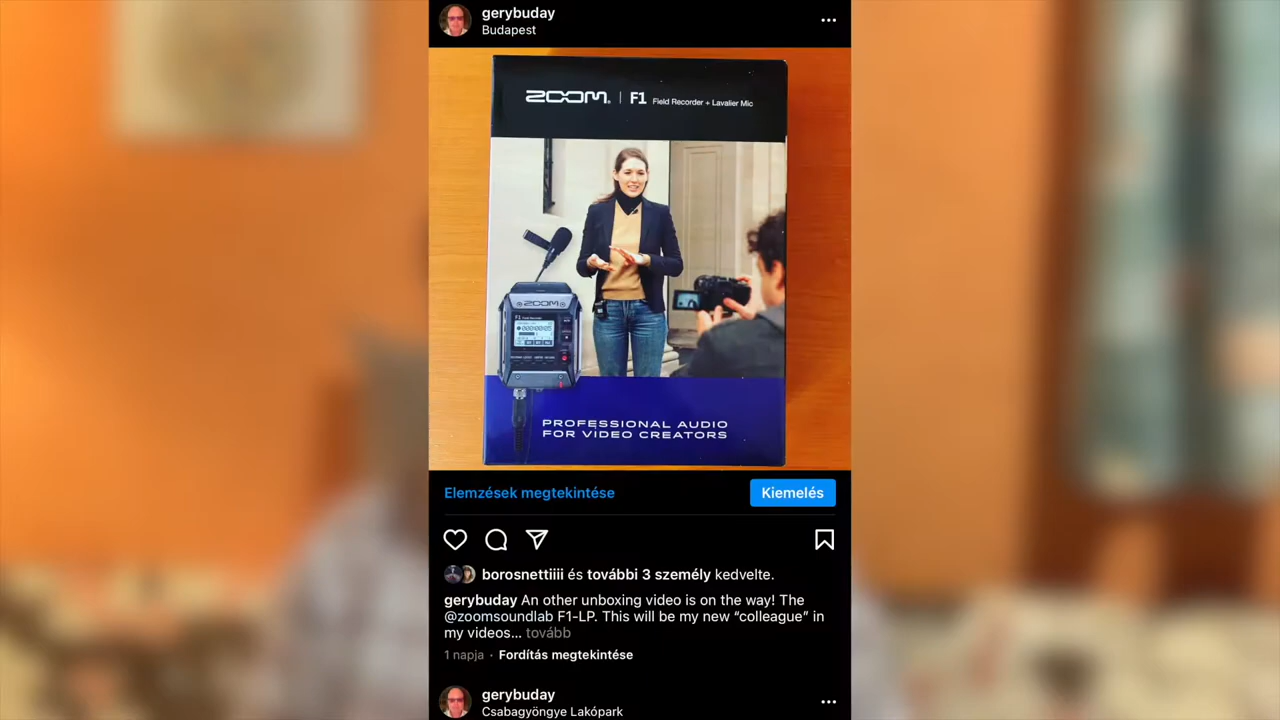 gerybuday
Budapest
ZOOM | F1 Field Recorder + Lavalier Mic
ZOOM
F1 Field Recorder
PROFESSIONAL AUDIO
FOR VIDEO CREATORS
Elemzések megtekintése
Kiemelés
borosnettiiii és további 3 személy kedvelte.
gerybuday An other unboxing video is on the way! The
@zoomsoundlab F1-LP. This will be my new “colleague” in
my videos... tovább
1 napja · Fordítás megtekintése
gerybuday
Csabagyöngye Lakópark